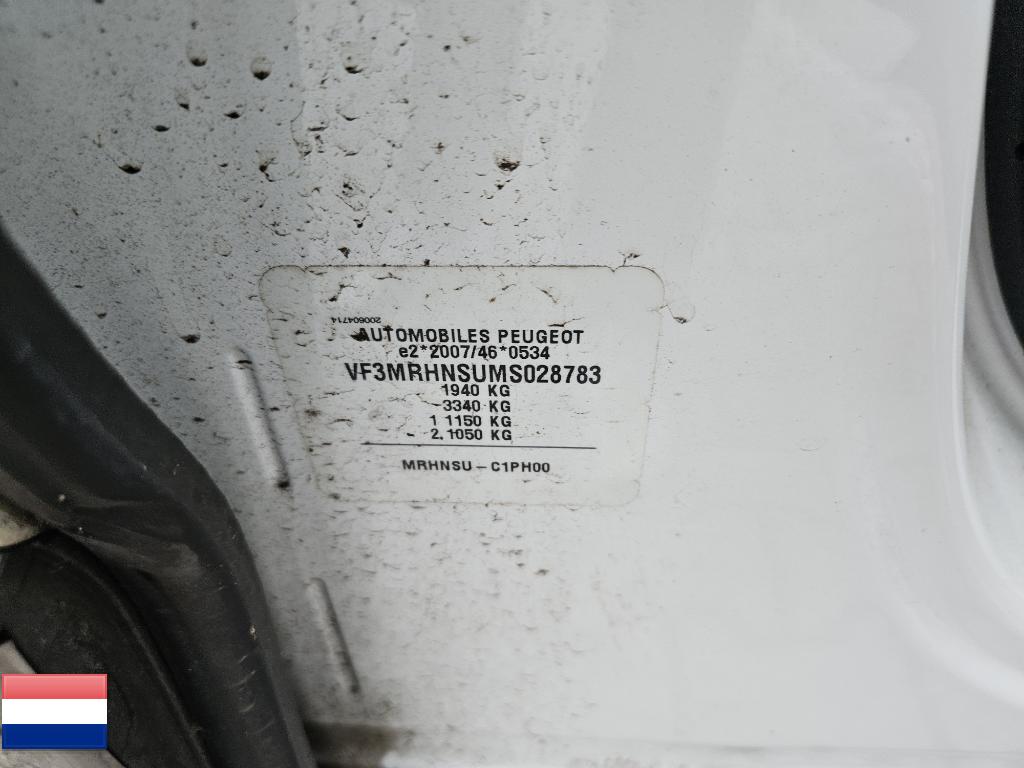 200604714
AUTOMOBILES PEUGEOT
e2*2007/46*0534
VF3MRHNSUMS028783
1940 KG
3340 KG
1 1150 KG
2. 1050 KG
MRHNSU – C1PH00